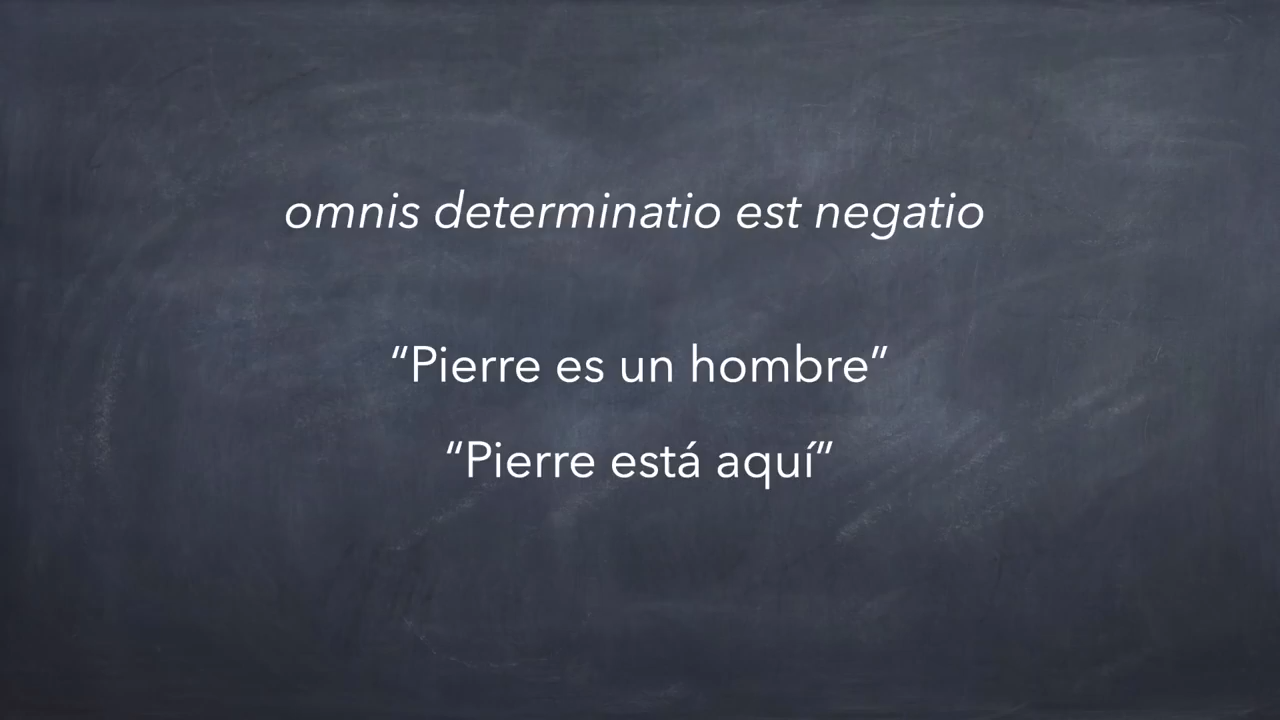 omnis determinatio est negatio
“Pierre es un hombre”
“Pierre está aquí”